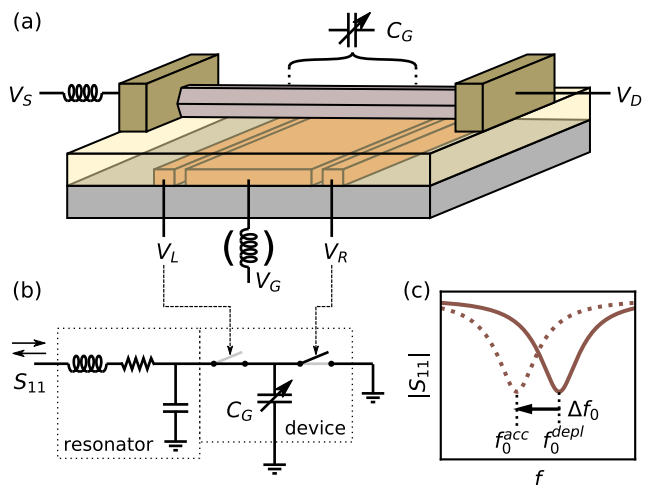 (a)
C_G
V_S
V_D
V_L
( )
V_R
V_G
(b)
S_11
C_G
resonator
device
(c)
|S_11|
Δf_0
f_0^acc
f_0^depl
f